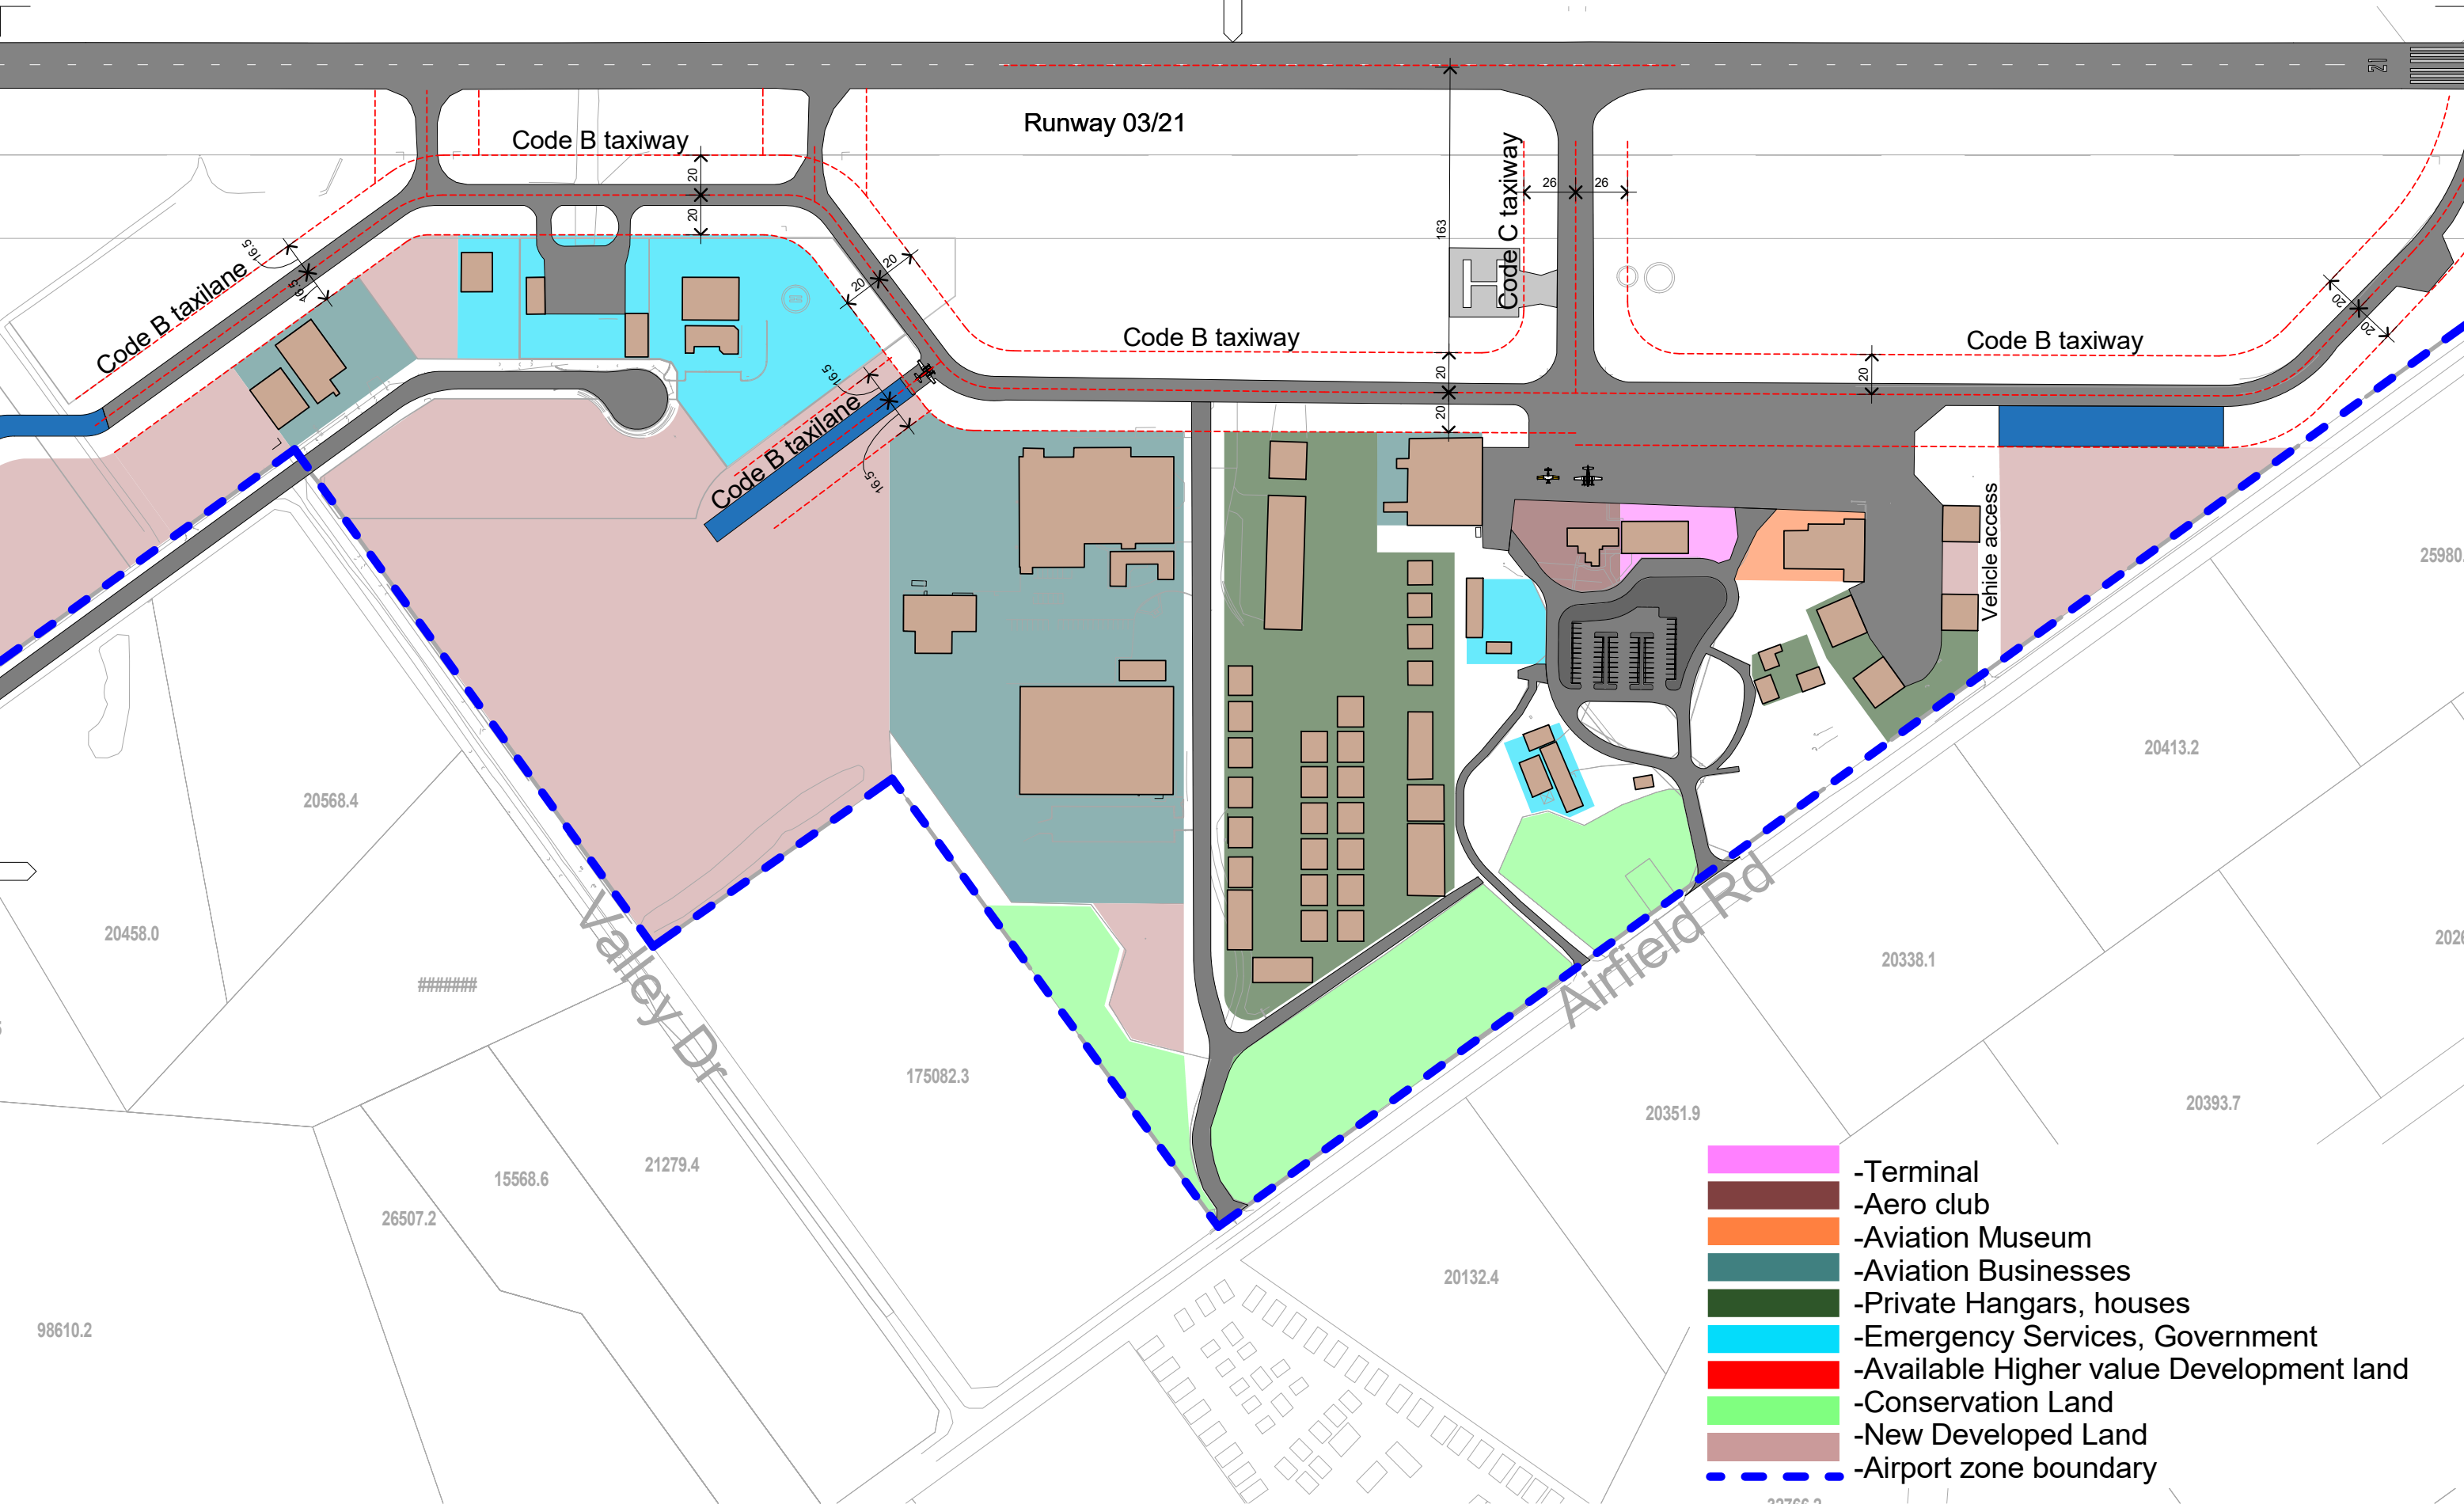 21
Runway 03/21
Code B taxiway
20
20
Code C taxiway
26
26
163
16.5
16.5
Code B taxilane
20
20
Code B taxiway
20
20
Code B taxiway
20
20
20
16.5
16.5
Code B taxilane
H
Vehicle access
25980.
20413.2
20568.4
20458.0
#######
Valley Dr
Airfield Rd
20338.1
202
175082.3
20351.9
20393.7
21279.4
15568.6
26507.2
20132.4
98610.2
-Terminal
-Aero club
-Aviation Museum
-Aviation Businesses
-Private Hangars, houses
-Emergency Services, Government
-Available Higher value Development land
-Conservation Land
-New Developed Land
-Airport zone boundary